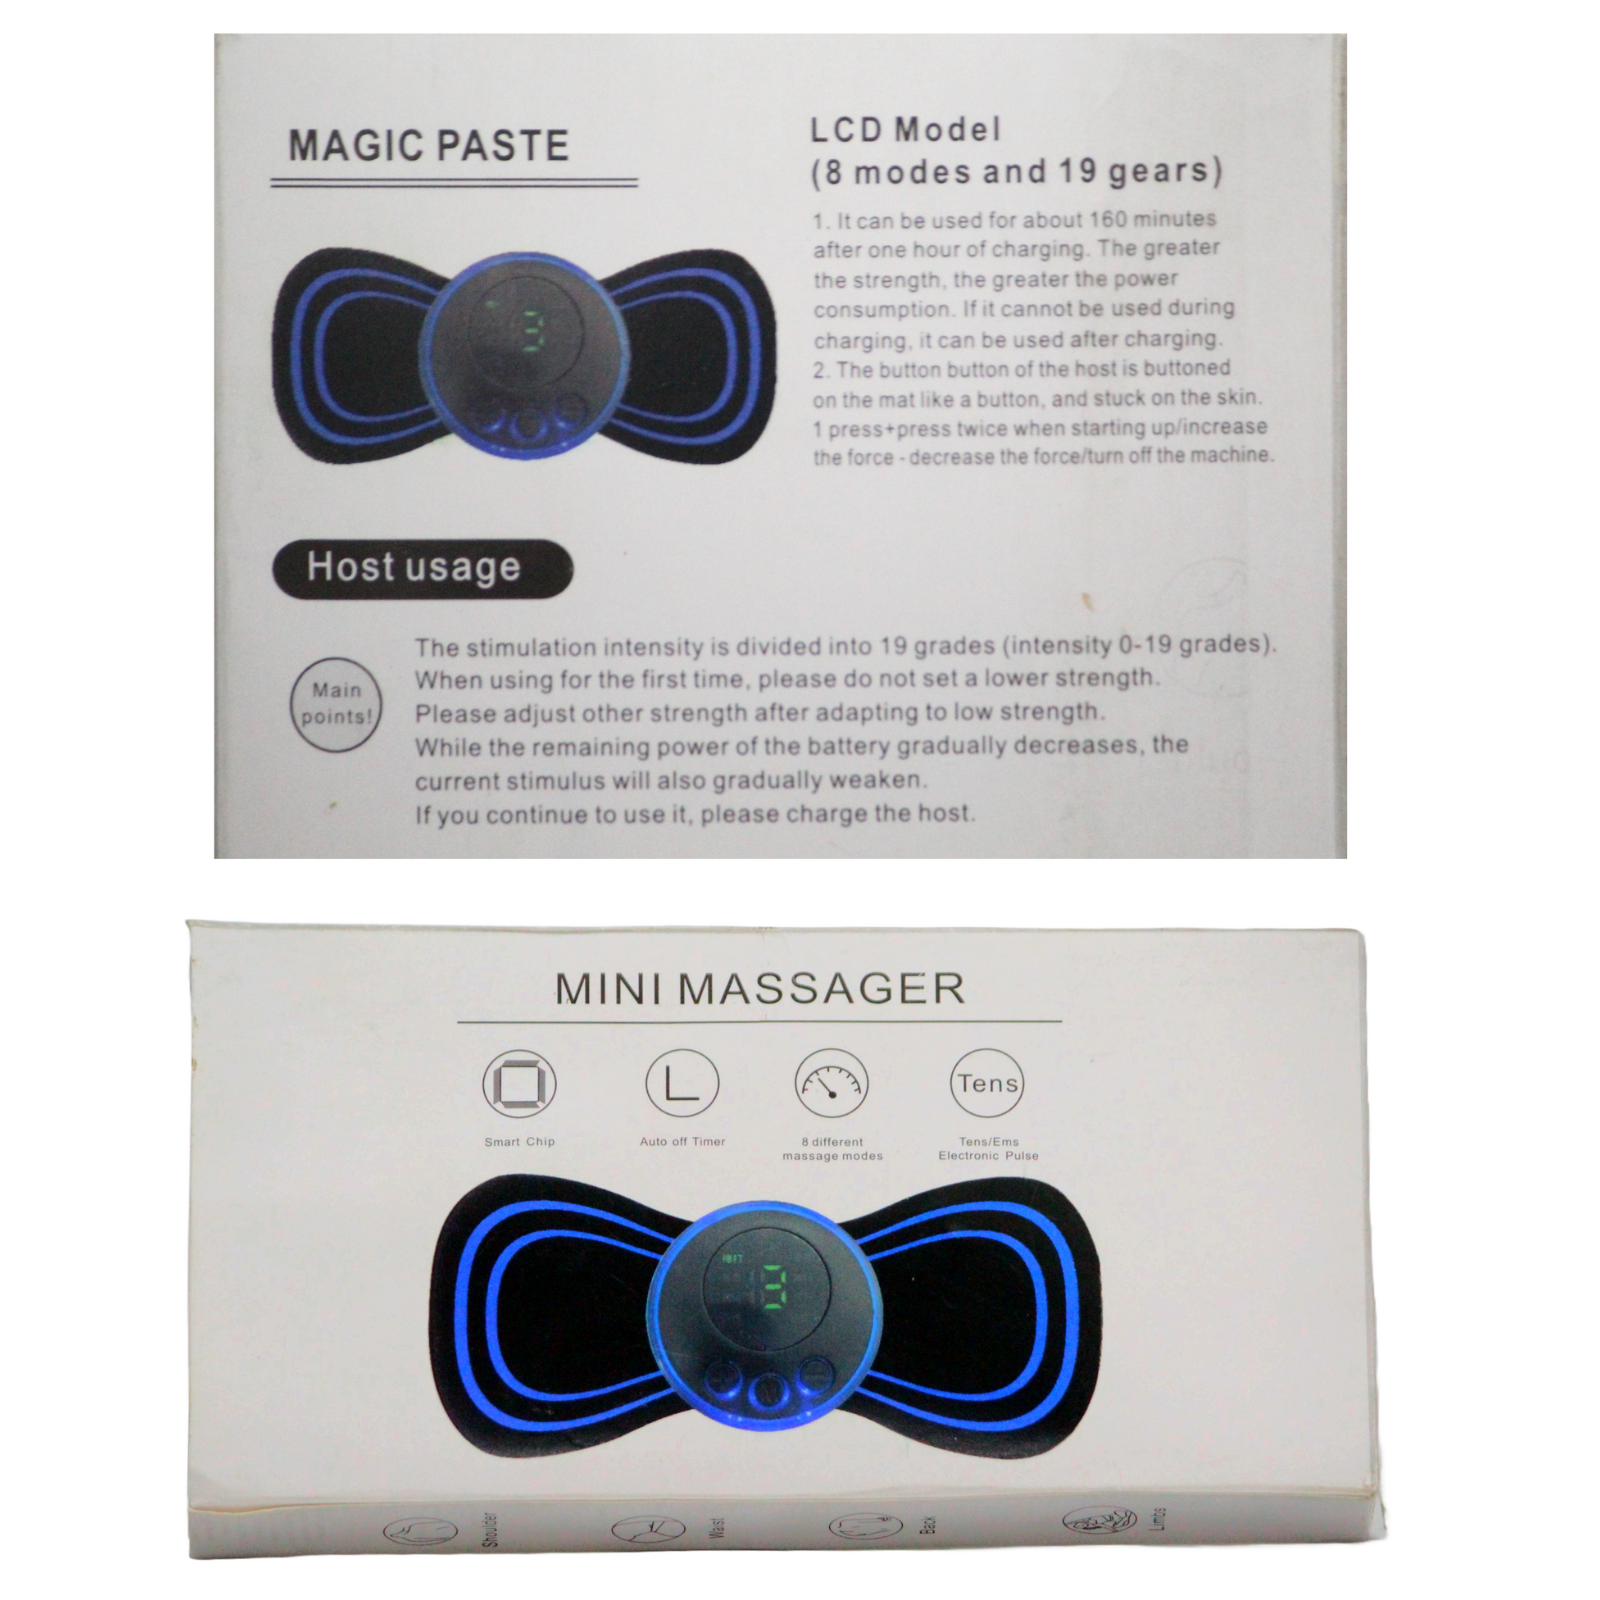 MAGIC PASTE
LCD Model
(8 modes and 19 gears)
1. It can be used for about 160 minutes
after one hour of charging. The greater
the strength, the greater the power
consumption. If it cannot be used during
charging, it can be used after charging.
2. The button button of the host is buttoned
on the mat like a button, and stuck on the skin.
1 press+press twice when starting up/increase
the force - decrease the force/turn off the machine.
3
Host usage
Main
points!
The stimulation intensity is divided into 19 grades (intensity 0-19 grades).
When using for the first time, please do not set a lower strength.
Please adjust other strength after adapting to low strength.
While the remaining power of the battery gradually decreases, the
current stimulus will also gradually weaken.
If you continue to use it, please charge the host.
MINI MASSAGER
Tens
Smart Chip
Auto off Timer
8 different
massage modes
Tens/Ems
Electronic Pulse
M
Shoulder
Waist
Back
Limbs